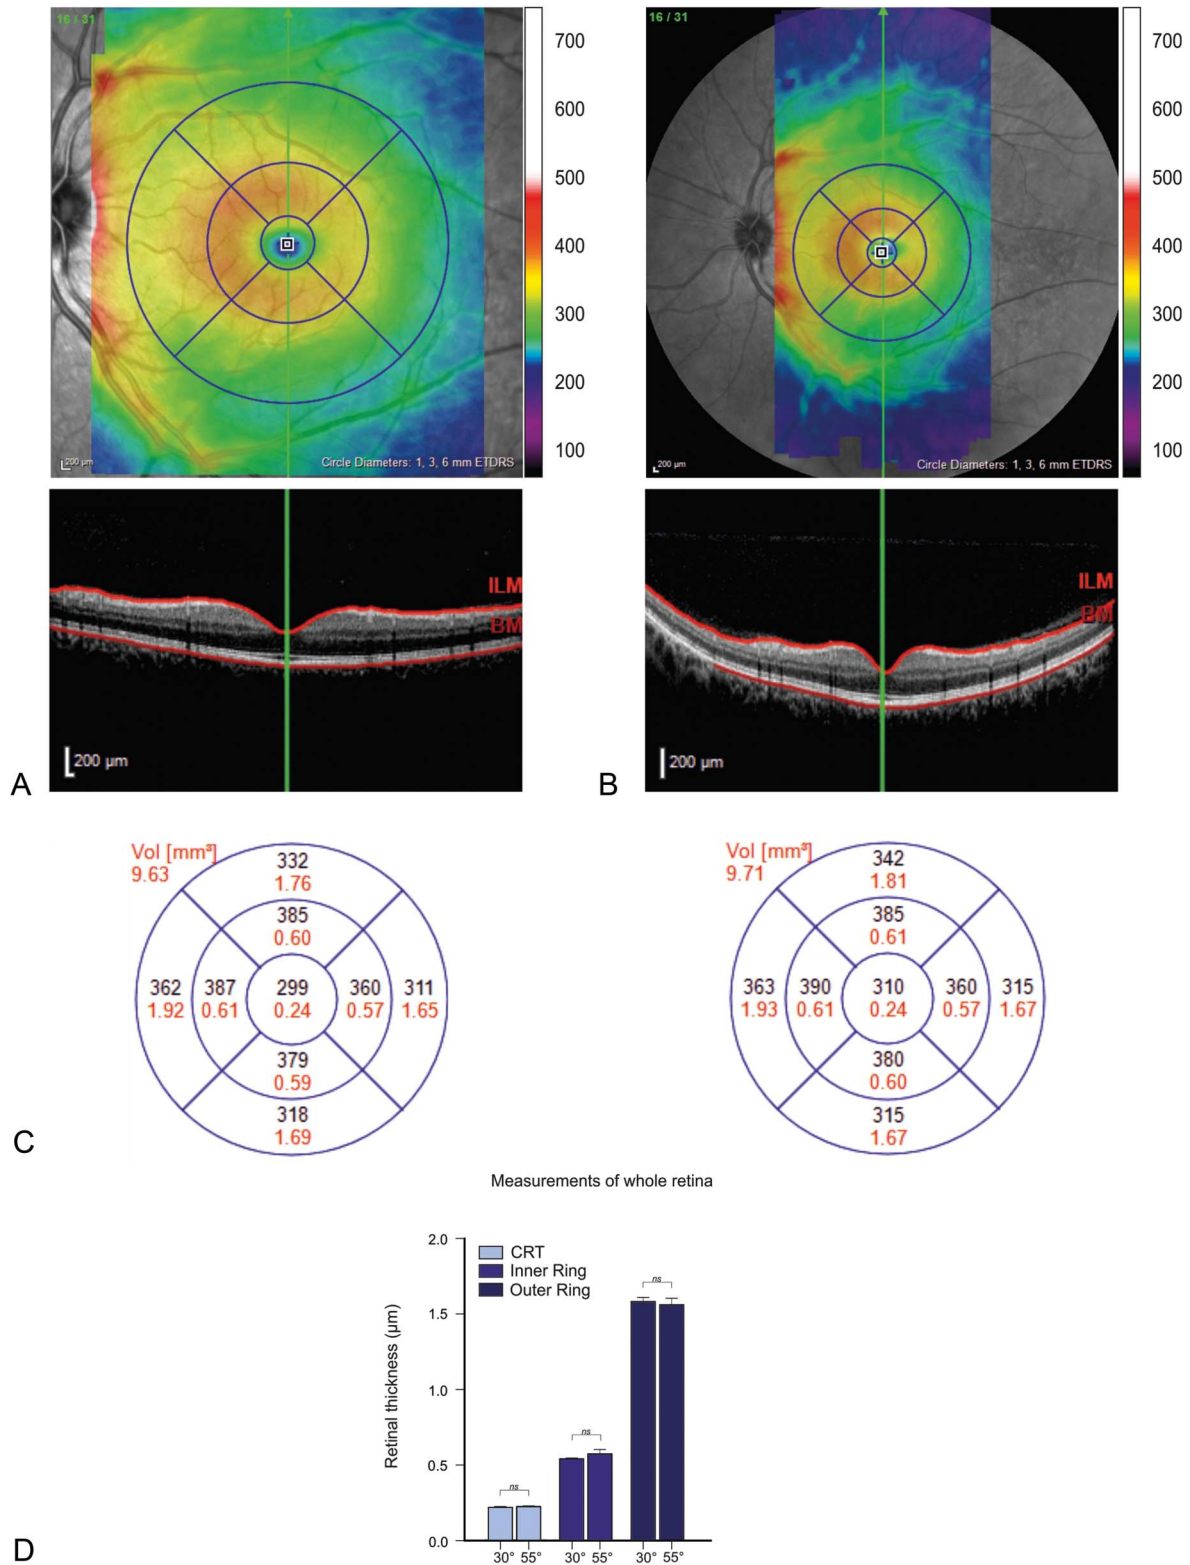 16 / 31
700
600
500
400
300
200
100
200 µm
Circle Diameters: 1, 3, 6 mm ETDRS
ILM
BM
200 µm
A
16 / 31
700
600
500
400
300
200
100
200 µm
Circle Diameters: 1, 3, 6 mm ETDRS
ILM
BM
200 µm
B
Vol [mm³]
9.63
332
1.76
385
0.60
362 387 299 360 311
1.92 0.61 0.24 0.57 1.65
379
0.59
318
1.69
Vol [mm³]
9.71
342
1.81
385
0.61
363 390 310 360 315
1.93 0.61 0.24 0.57 1.67
380
0.60
315
1.67
C
Measurements of whole retina
Retinal thickness (µm)
2.0
1.5
1.0
0.5
0.0
CRT
Inner Ring
Outer Ring
ns
ns
ns
30° 55° 30° 55° 30° 55°
D